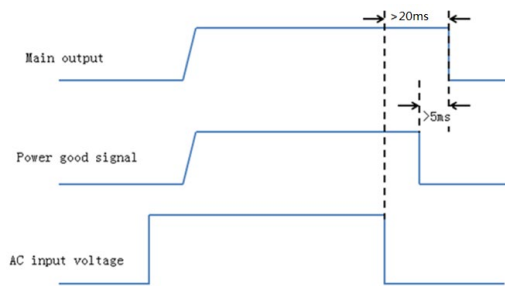 >20ms
Main output
>5ms
Power good signal
AC input voltage